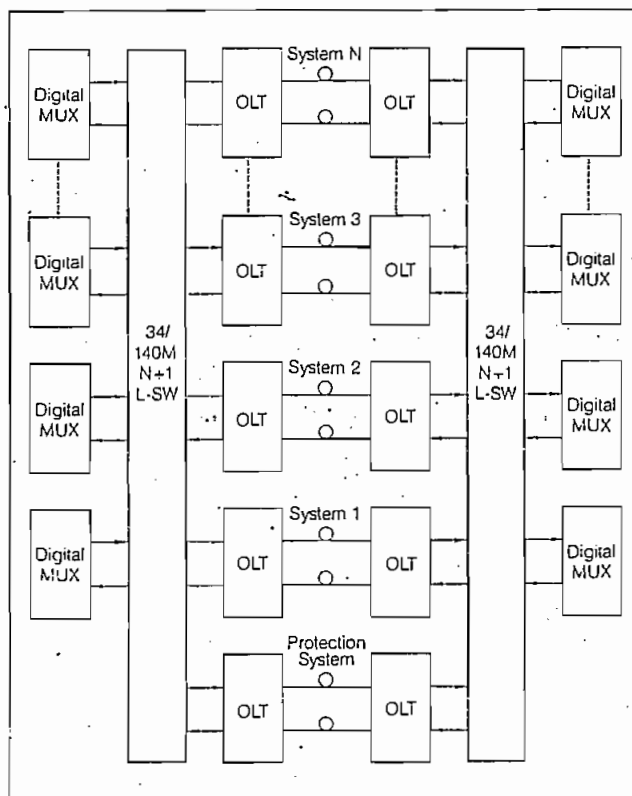 System N
Digital
MUX
OLT
OLT
Digital
MUX
System 3
Digital
MUX
OLT
OLT
Digital
MUX
34/
140M
N+1
L-SW
34/
140M
N+1
L-SW
System 2
Digital
MUX
OLT
OLT
Digital
MUX
System 1
Digital
MUX
OLT
OLT
Digital
MUX
Protection
System
OLT
OLT